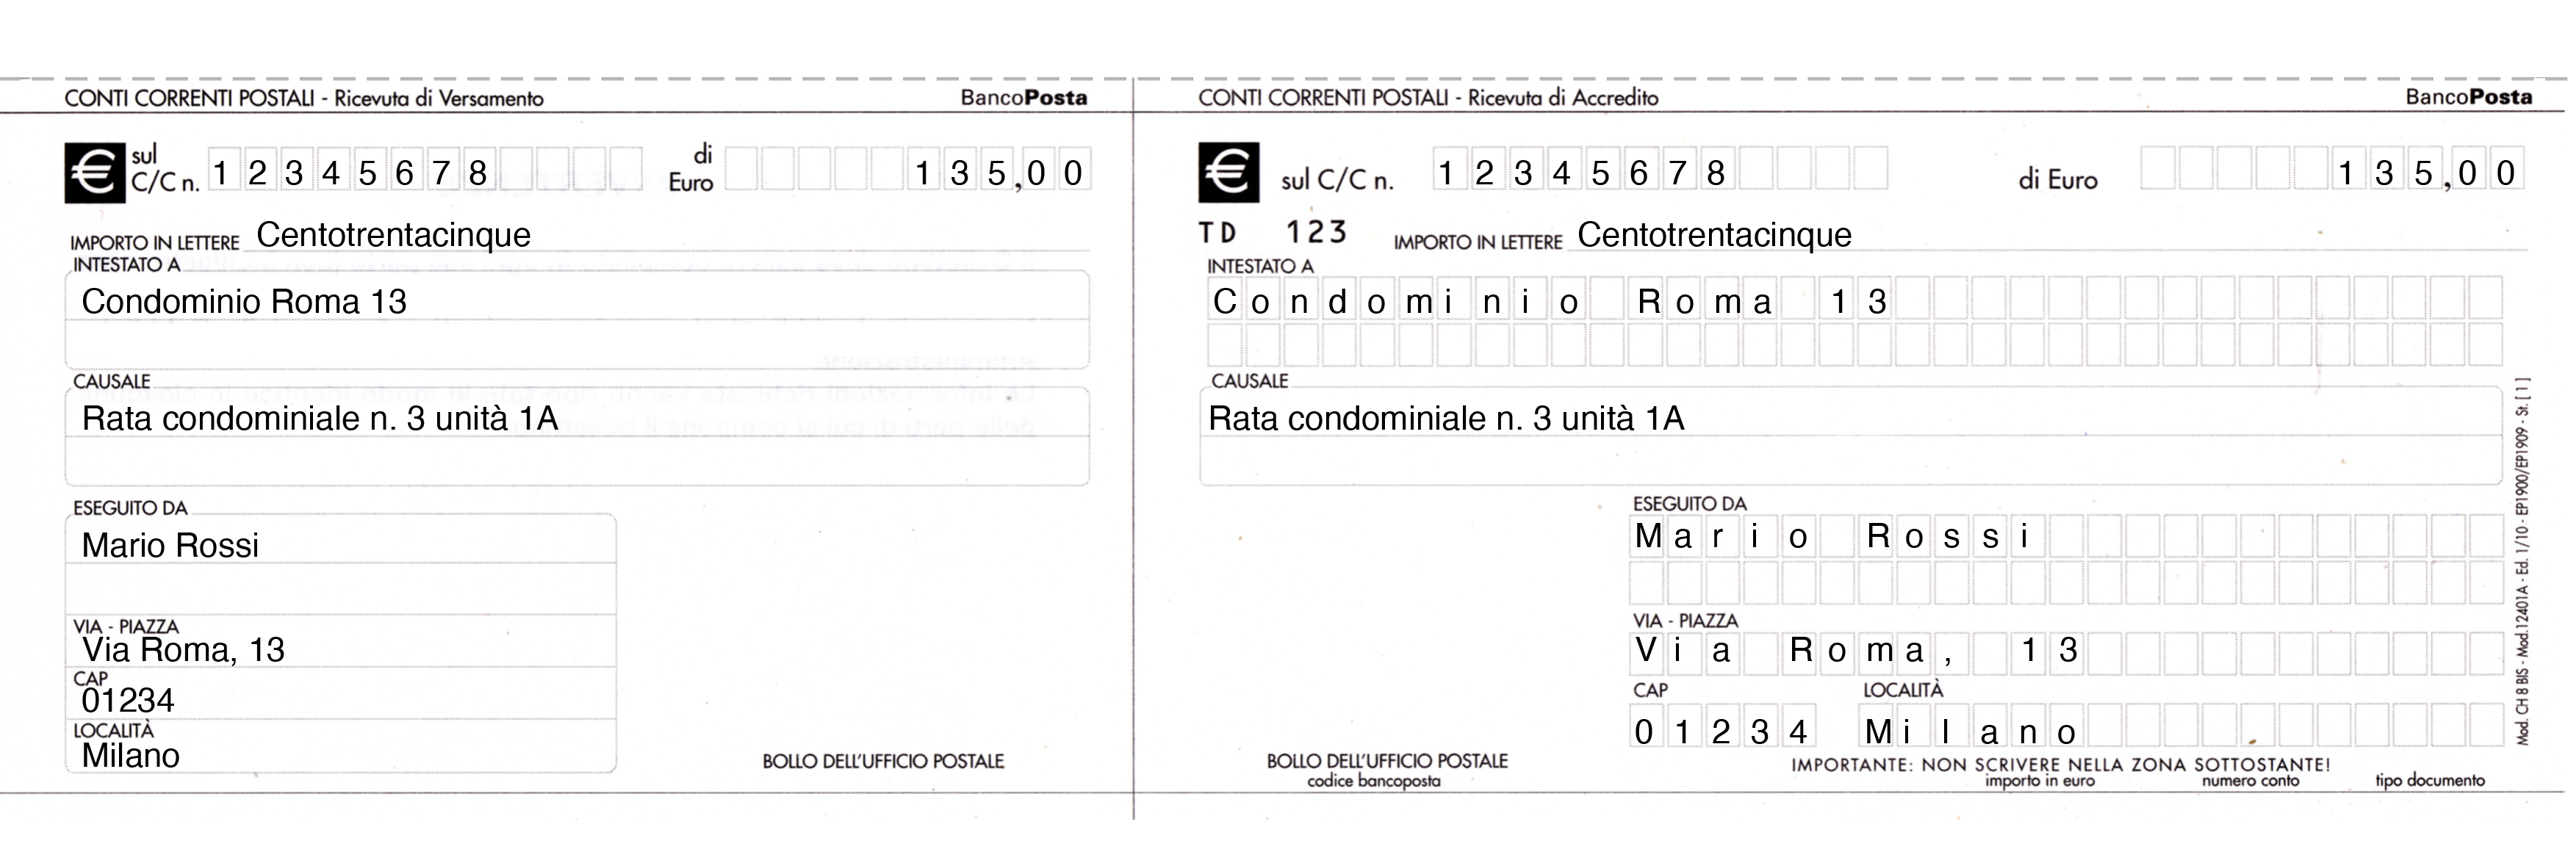 CONTI CORRENTI POSTALI - Ricevuta di Versamento BancoPosta
€ sul C/C n. 12345678 di Euro 135,00
IMPORTO IN LETTERE Centotrentacinque
INTESTATO A
Condominio Roma 13
CAUSALE
Rata condominiale n. 3 unità 1A
ESEGUITO DA
Mario Rossi
VIA - PIAZZA
Via Roma, 13
CAP
01234
LOCALITÀ
Milano
BOLLO DELL'UFFICIO POSTALE
CONTI CORRENTI POSTALI - Ricevuta di Accredito BancoPosta
€ sul C/C n. 12345678 di Euro 135,00
TD 123 IMPORTO IN LETTERE Centotrentacinque
INTESTATO A
Condominio Roma 13
CAUSALE
Rata condominiale n. 3 unità 1A
ESEGUITO DA
Mario Rossi
VIA - PIAZZA
Via Roma, 13
CAP LOCALITÀ
01234 Milano
BOLLO DELL'UFFICIO POSTALE
codice bancoposta
IMPORTANTE: NON SCRIVERE NELLA ZONA SOTTOSTANTE!
importo in euro numero conto tipo documento
Mod. CH 8 BIS - Mod.12401A - Ed. 1/10 - EP1900/EP1909 - St. [ 1 ]